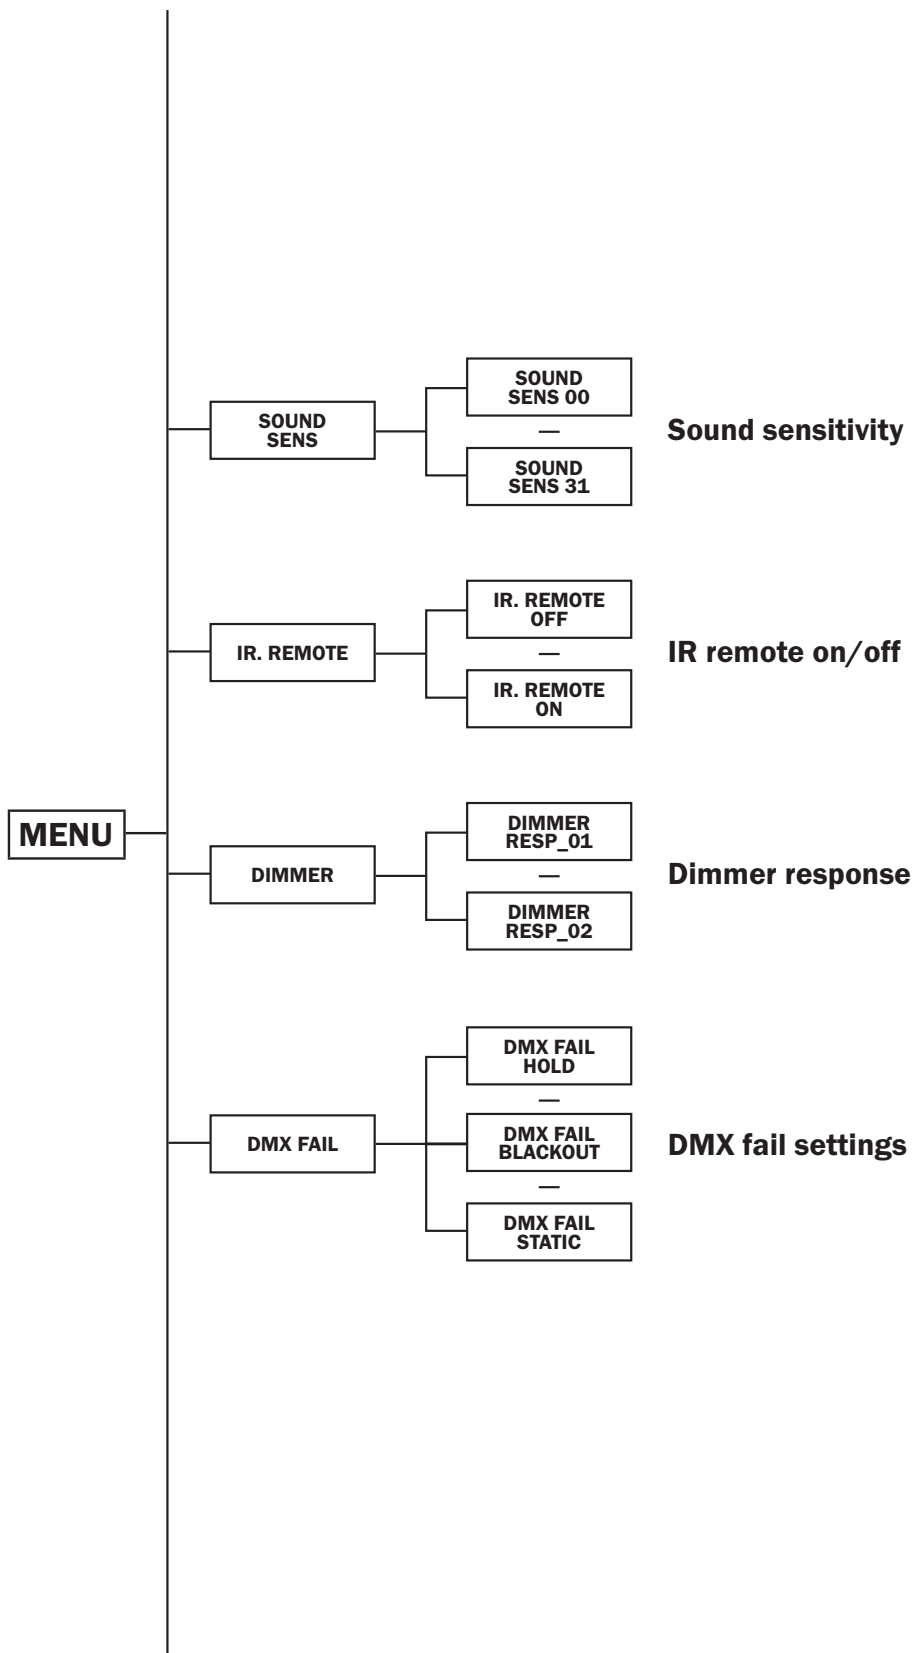 SOUND
SENS 00
SOUND
SENS
—
Sound sensitivity
SOUND
SENS 31
IR. REMOTE
OFF
IR. REMOTE
—
IR remote on/off
IR. REMOTE
ON
MENU
DIMMER
RESP_01
DIMMER
—
Dimmer response
DIMMER
RESP_02
DMX FAIL
HOLD
—
DMX FAIL
DMX FAIL
BLACKOUT
DMX fail settings
—
DMX FAIL
STATIC